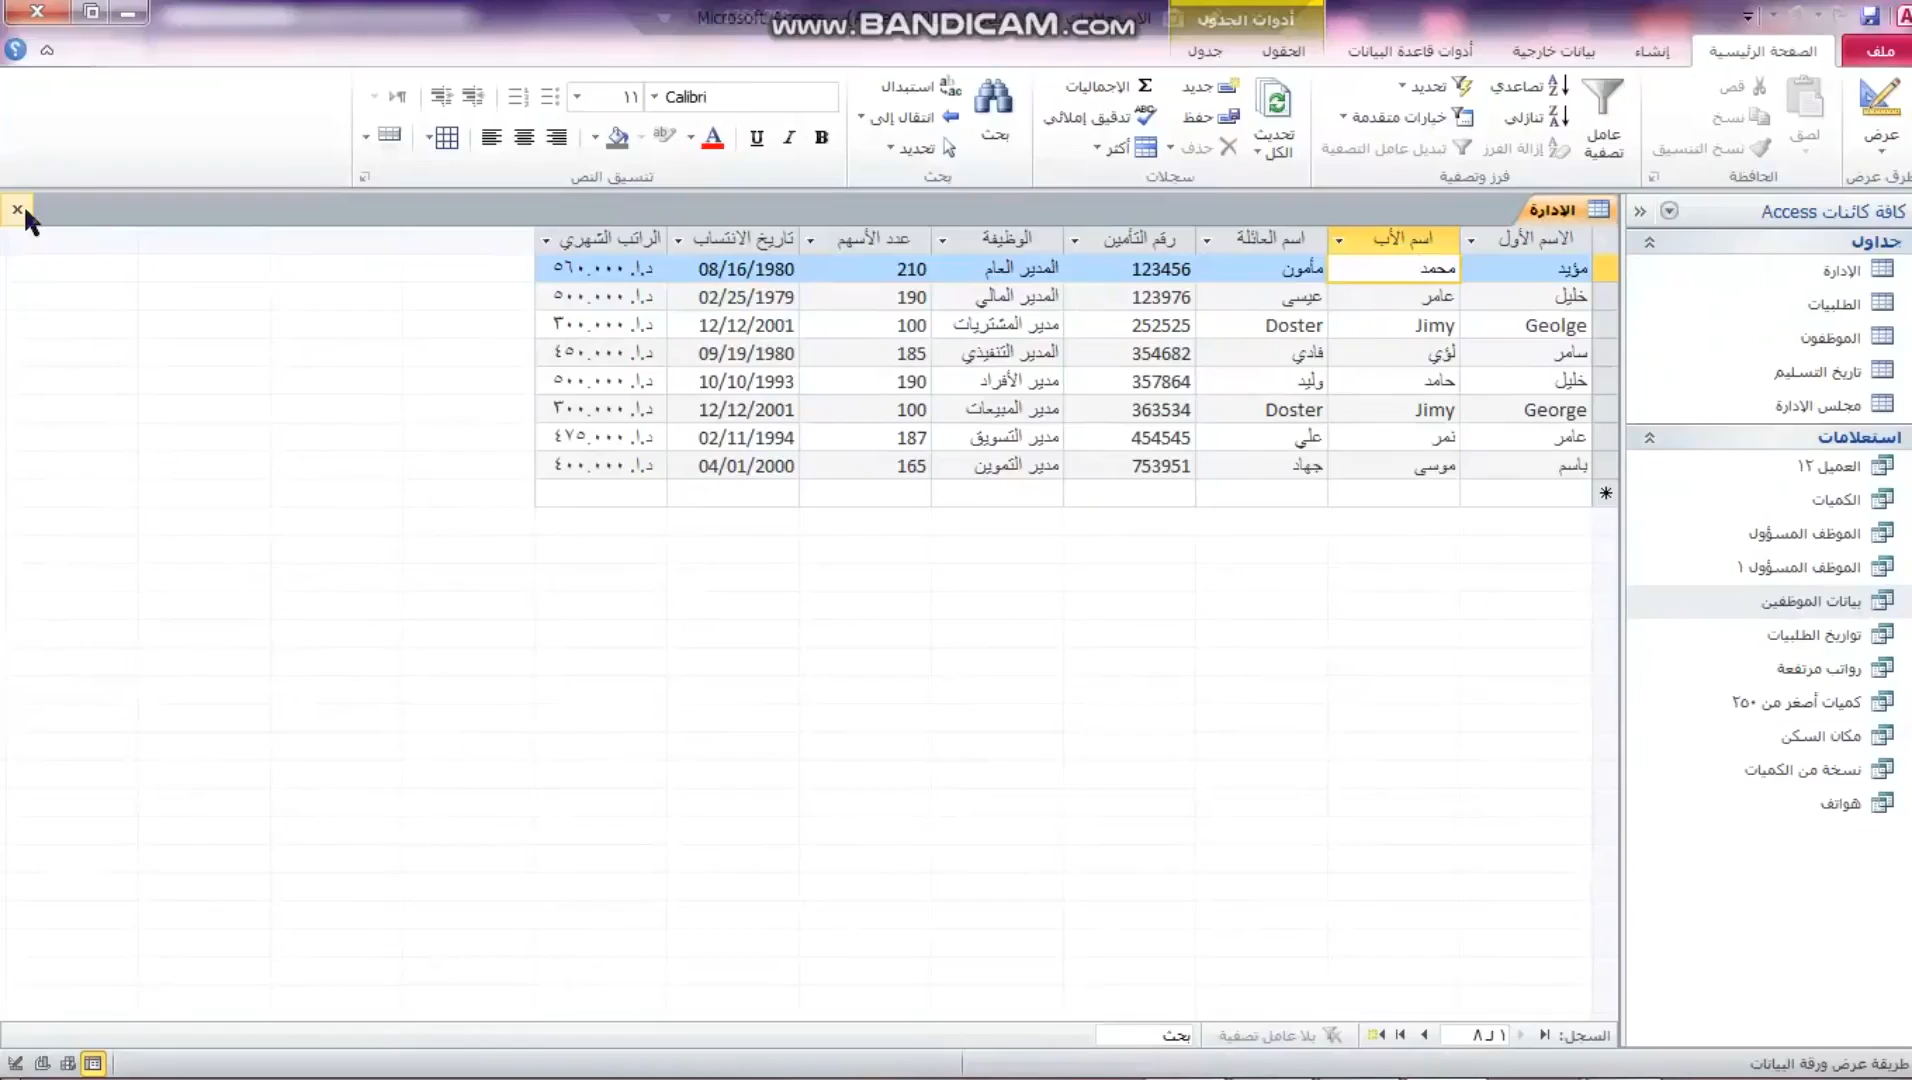 Microsoft Access
www.BANDICAM.com
أدوات الجدول
ملف
الصفحة الرئيسية
إنشاء
بيانات خارجية
أدوات قاعدة البيانات
الحقول
جدول
عرض
لصق
قص
نسخ
نسخ التنسيق
الحافظة
عامل تصفية
تصاعدي
تنازلي
إزالة الفرز
تحديد
خيارات متقدمة
تبديل عامل التصفية
فرز وتصفية
تحديث الكل
جديد
حفظ
حذف
الإجماليات
تدقيق إملائي
أكثر
سجلات
بحث
استبدال
انتقال إلى
تحديد
بحث
Calibri
١١
تنسيق النص
كافة كائنات Access
جداول
الإدارة
الطلبيات
الموظفون
تاريخ التسليم
مجلس الإدارة
استعلامات
العميل ١٢
الكميات
الموظف المسؤول
الموظف المسؤول ١
بيانات الموظفين
تواريخ الطلبيات
رواتب مرتفعة
كميات أصغر من ٢٥٠
مكان السكن
نسخة من الكميات
هواتف
الإدارة
الاسم الأول اسم الأب اسم العائلة رقم التأمين الوظيفة عدد الأسهم تاريخ الانتساب الراتب الشهري
مؤيد محمد مأمون 123456 المدير العام 210 08/16/1980 د.ا. ٥٦٠.٠٠٠
خليل عامر عيسى 123976 المدير المالي 190 02/25/1979 د.ا. ٥٠٠.٠٠٠
Geolge Jimy Doster 252525 مدير المشتريات 100 12/12/2001 د.ا. ٣٠٠.٠٠٠
سامر لؤي فادي 354682 المدير التنفيذي 185 09/19/1980 د.ا. ٤٥٠.٠٠٠
خليل حامد وليد 357864 مدير الأفراد 190 10/10/1993 د.ا. ٥٠٠.٠٠٠
George Jimy Doster 363534 مدير المبيعات 100 12/12/2001 د.ا. ٣٠٠.٠٠٠
عامر نمر علي 454545 مدير التسويق 187 02/11/1994 د.ا. ٤٧٥.٠٠٠
باسم موسى جهاد 753951 مدير التموين 165 04/01/2000 د.ا. ٤٠٠.٠٠٠
السجل: ١ لـ ٨
بلا عامل تصفية
بحث
طريقة عرض ورقة البيانات